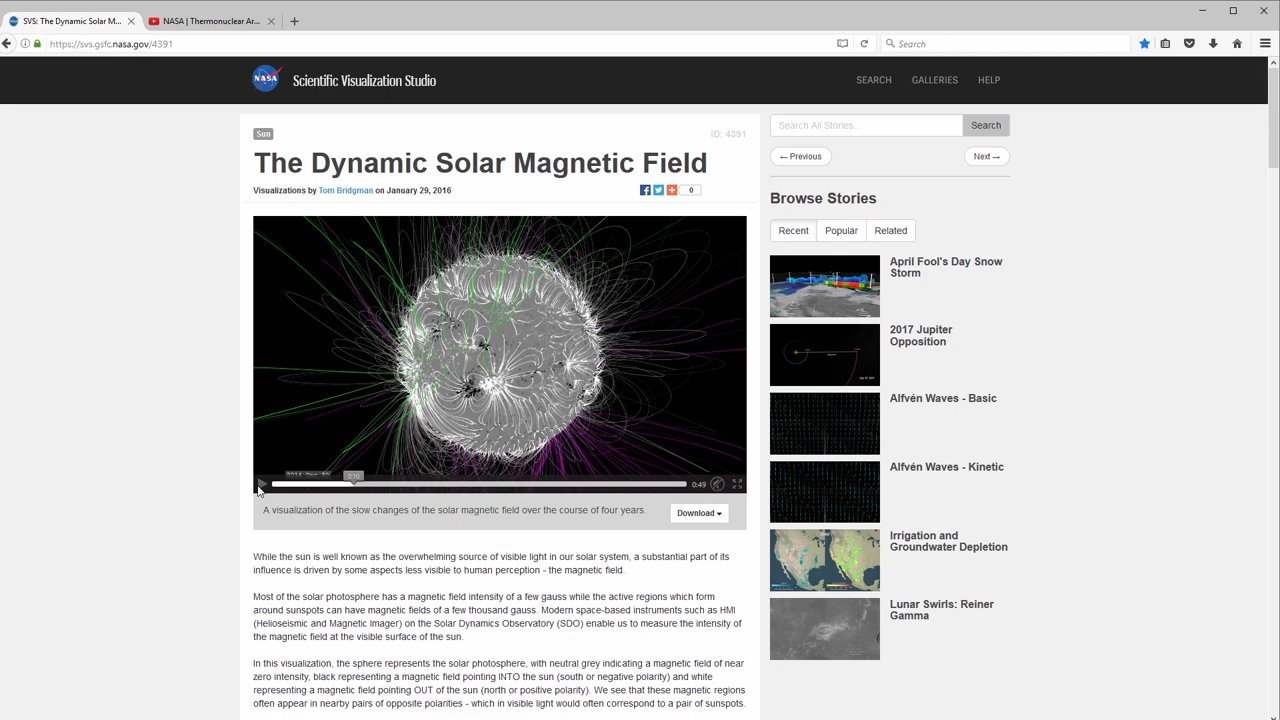 SVS: The Dynamic Solar M...
NASA | Thermonuclear Ar...
https://svs.gsfc.nasa.gov/4391
Search
NASA
Scientific Visualization Studio
SEARCH
GALLERIES
HELP
Sun
ID: 4391
The Dynamic Solar Magnetic Field
Visualizations by Tom Bridgman on January 29, 2016
0
0:49
A visualization of the slow changes of the solar magnetic field over the course of four years.
Download
While the sun is well known as the overwhelming source of visible light in our solar system, a substantial part of its
influence is driven by some aspects less visible to human perception - the magnetic field.
Most of the solar photosphere has a magnetic field intensity of a few gauss while the active regions which form
around sunspots can have magnetic fields of a few thousand gauss. Modern space-based instruments such as HMI
(Helioseismic and Magnetic Imager) on the Solar Dynamics Observatory (SDO) enable us to measure the intensity of
the magnetic field at the visible surface of the sun.
In this visualization, the sphere represents the solar photosphere, with neutral grey indicating a magnetic field of near
zero intensity, black representing a magnetic field pointing INTO the sun (south or negative polarity) and white
representing a magnetic field pointing OUT of the sun (north or positive polarity). We see that these magnetic regions
often appear in nearby pairs of opposite polarities - which in visible light would often correspond to a pair of sunspots.
Search All Stories...
Search
← Previous
Next →
Browse Stories
Recent
Popular
Related
April Fool's Day Snow
Storm
2017 Jupiter
Opposition
Alfvén Waves - Basic
Alfvén Waves - Kinetic
Irrigation and
Groundwater Depletion
Lunar Swirls: Reiner
Gamma